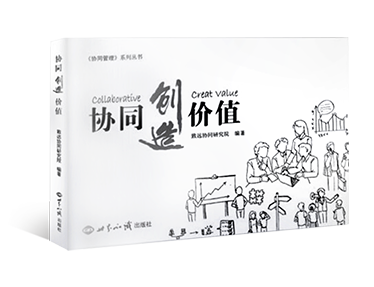 《协同管理》系列丛书
Collaborative
Creat Value
协同创造价值
致远协同研究院 编著
世界知识出版社
协同创造价值
致远协同研究院 编著